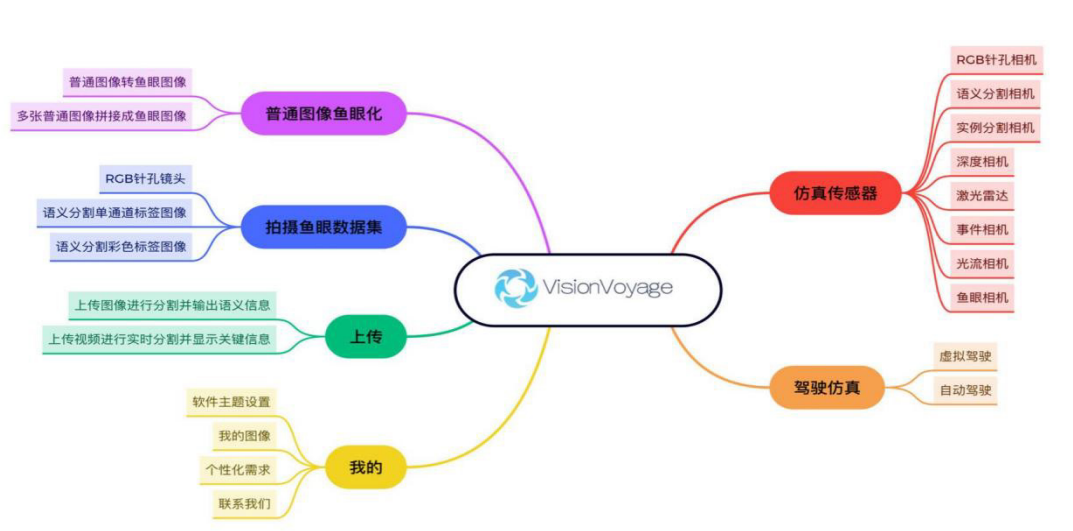 VisionVoyage
普通图像鱼眼化
普通图像转鱼眼图像
多张普通图像拼接成鱼眼图像
拍摄鱼眼数据集
RGB针孔镜头
语义分割单通道标签图像
语义分割彩色标签图像
上传
上传图像进行分割并输出语义信息
上传视频进行实时分割并显示关键信息
我的
软件主题设置
我的图像
个性化需求
联系我们
仿真传感器
RGB针孔相机
语义分割相机
实例分割相机
深度相机
激光雷达
事件相机
光流相机
鱼眼相机
驾驶仿真
虚拟驾驶
自动驾驶